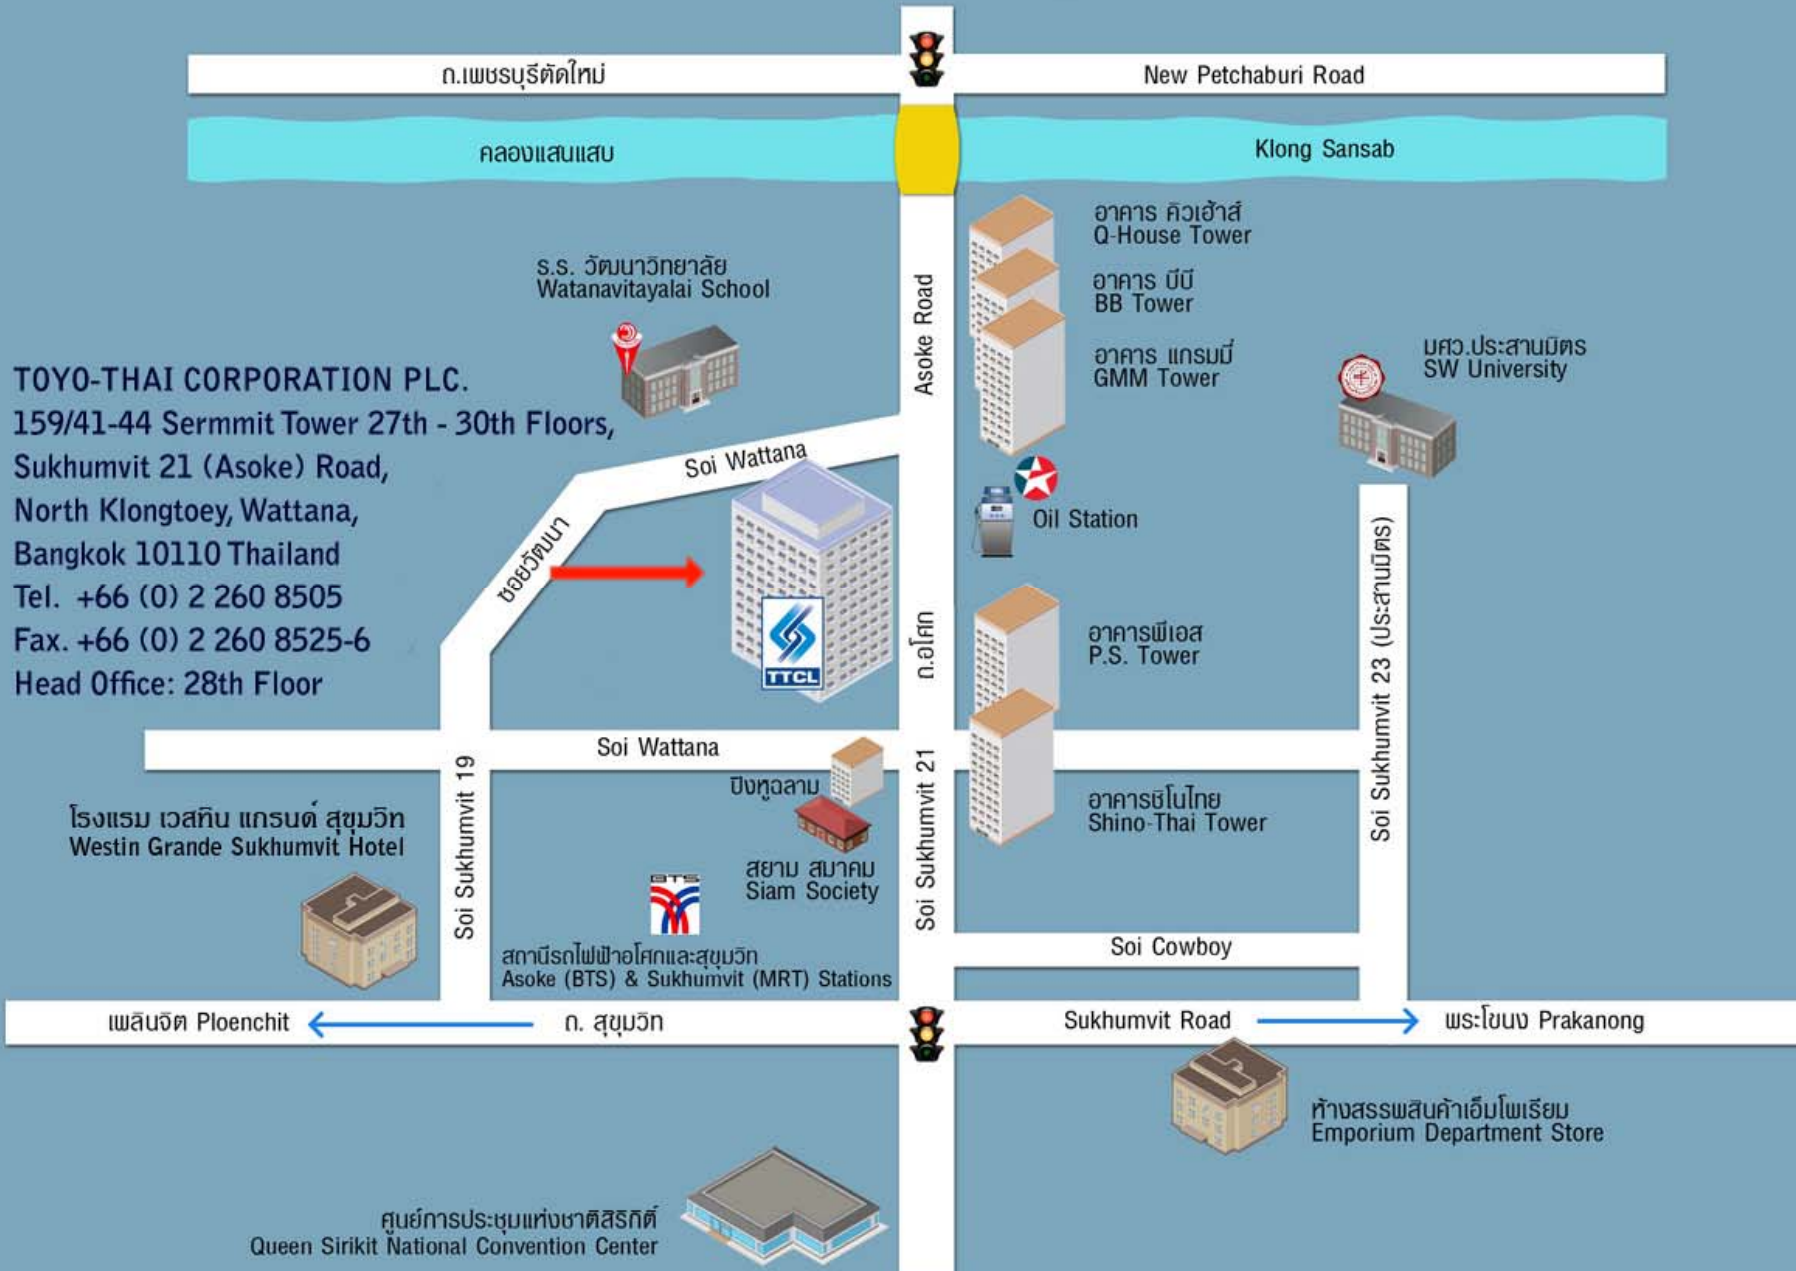 ถ.เพชรบุรีตัดใหม่
New Petchaburi Road
คลองแสนแสบ
Klong Sansab
อาคาร คิวเฮ้าส์
Q-House Tower
ร.ร. วัฒนาวิทยาลัย
Watanavitayalai School
อาคาร บีบี
BB Tower
Asoke Road
อาคาร แกรมมี่
GMM Tower
มศว.ประสานมิตร
SW University
TOYO-THAI CORPORATION PLC.
159/41-44 Sermmit Tower 27th - 30th Floors,
Sukhumvit 21 (Asoke) Road,
North Klongtoey, Wattana,
Bangkok 10110 Thailand
Tel. +66 (0) 2 260 8505
Fax. +66 (0) 2 260 8525-6
Head Office: 28th Floor
Soi Wattana
ซอยวัฒนา
Oil Station
TTCL
ถ.อโศก
อาคารพีเอส
P.S. Tower
Soi Sukhumvit 23 (ประสานมิตร)
Soi Wattana
Soi Sukhumvit 19
ปิงหูฉลาม
Soi Sukhumvit 21
อาคารชิโนไทย
Shino-Thai Tower
โรงแรม เวสทิน แกรนด์ สุขุมวิท
Westin Grande Sukhumvit Hotel
สยาม สมาคม
Siam Society
BTS
สถานีรถไฟฟ้าอโศกและสุขุมวิท
Asoke (BTS) & Sukhumvit (MRT) Stations
Soi Cowboy
เพลินจิต Ploenchit
ถ. สุขุมวิท
Sukhumvit Road
พระโขนง Prakanong
ห้างสรรพสินค้าเอ็มโพเรียม
Emporium Department Store
ศูนย์การประชุมแห่งชาติสิริกิติ์
Queen Sirikit National Convention Center